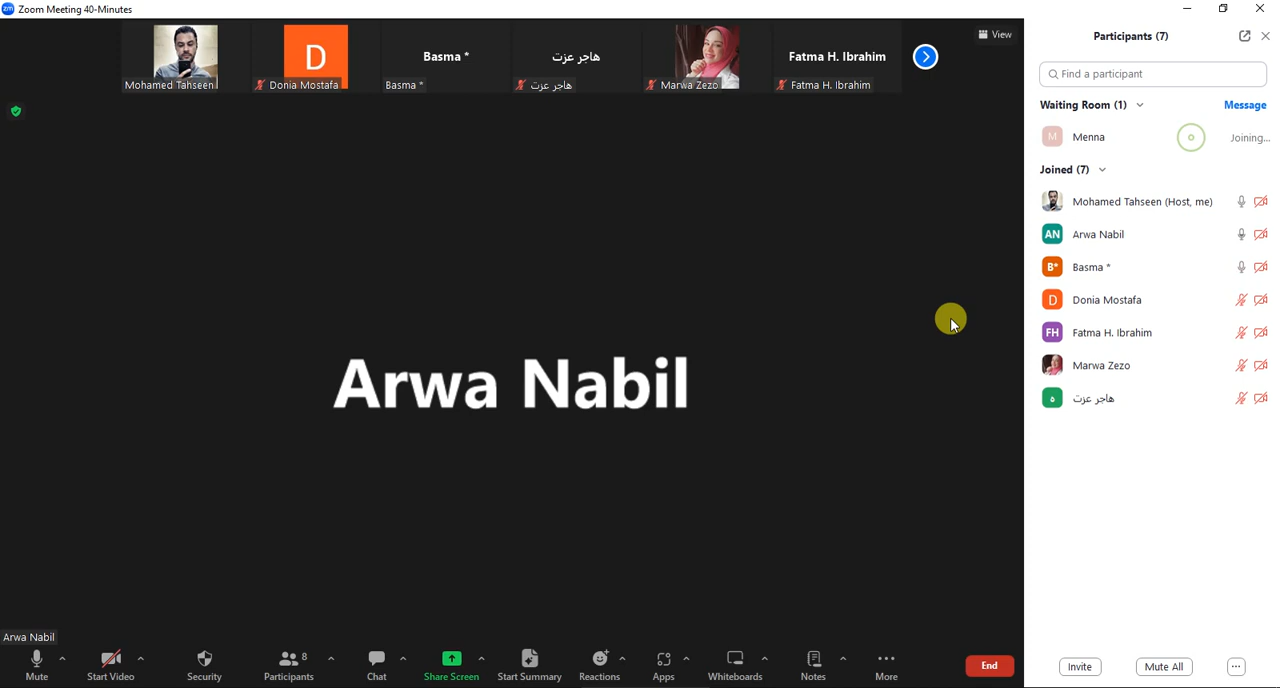 zm Zoom Meeting 40-Minutes
Mohamed Tahseen
D
Donia Mostafa
Basma *
Basma *
هاجر عزت
هاجر عزت
Marwa Zezo
Fatma H. Ibrahim
Fatma H. Ibrahim
View
Arwa Nabil
Arwa Nabil
Participants (7)
Find a participant
Waiting Room (1)
Message
M Menna Joining...
Joined (7)
Mohamed Tahseen (Host, me)
AN Arwa Nabil
B* Basma *
D Donia Mostafa
FH Fatma H. Ibrahim
Marwa Zezo
ه هاجر عزت
Mute
Start Video
Security
8
Participants
Chat
Share Screen
Start Summary
Reactions
Apps
Whiteboards
Notes
More
End
Invite
Mute All